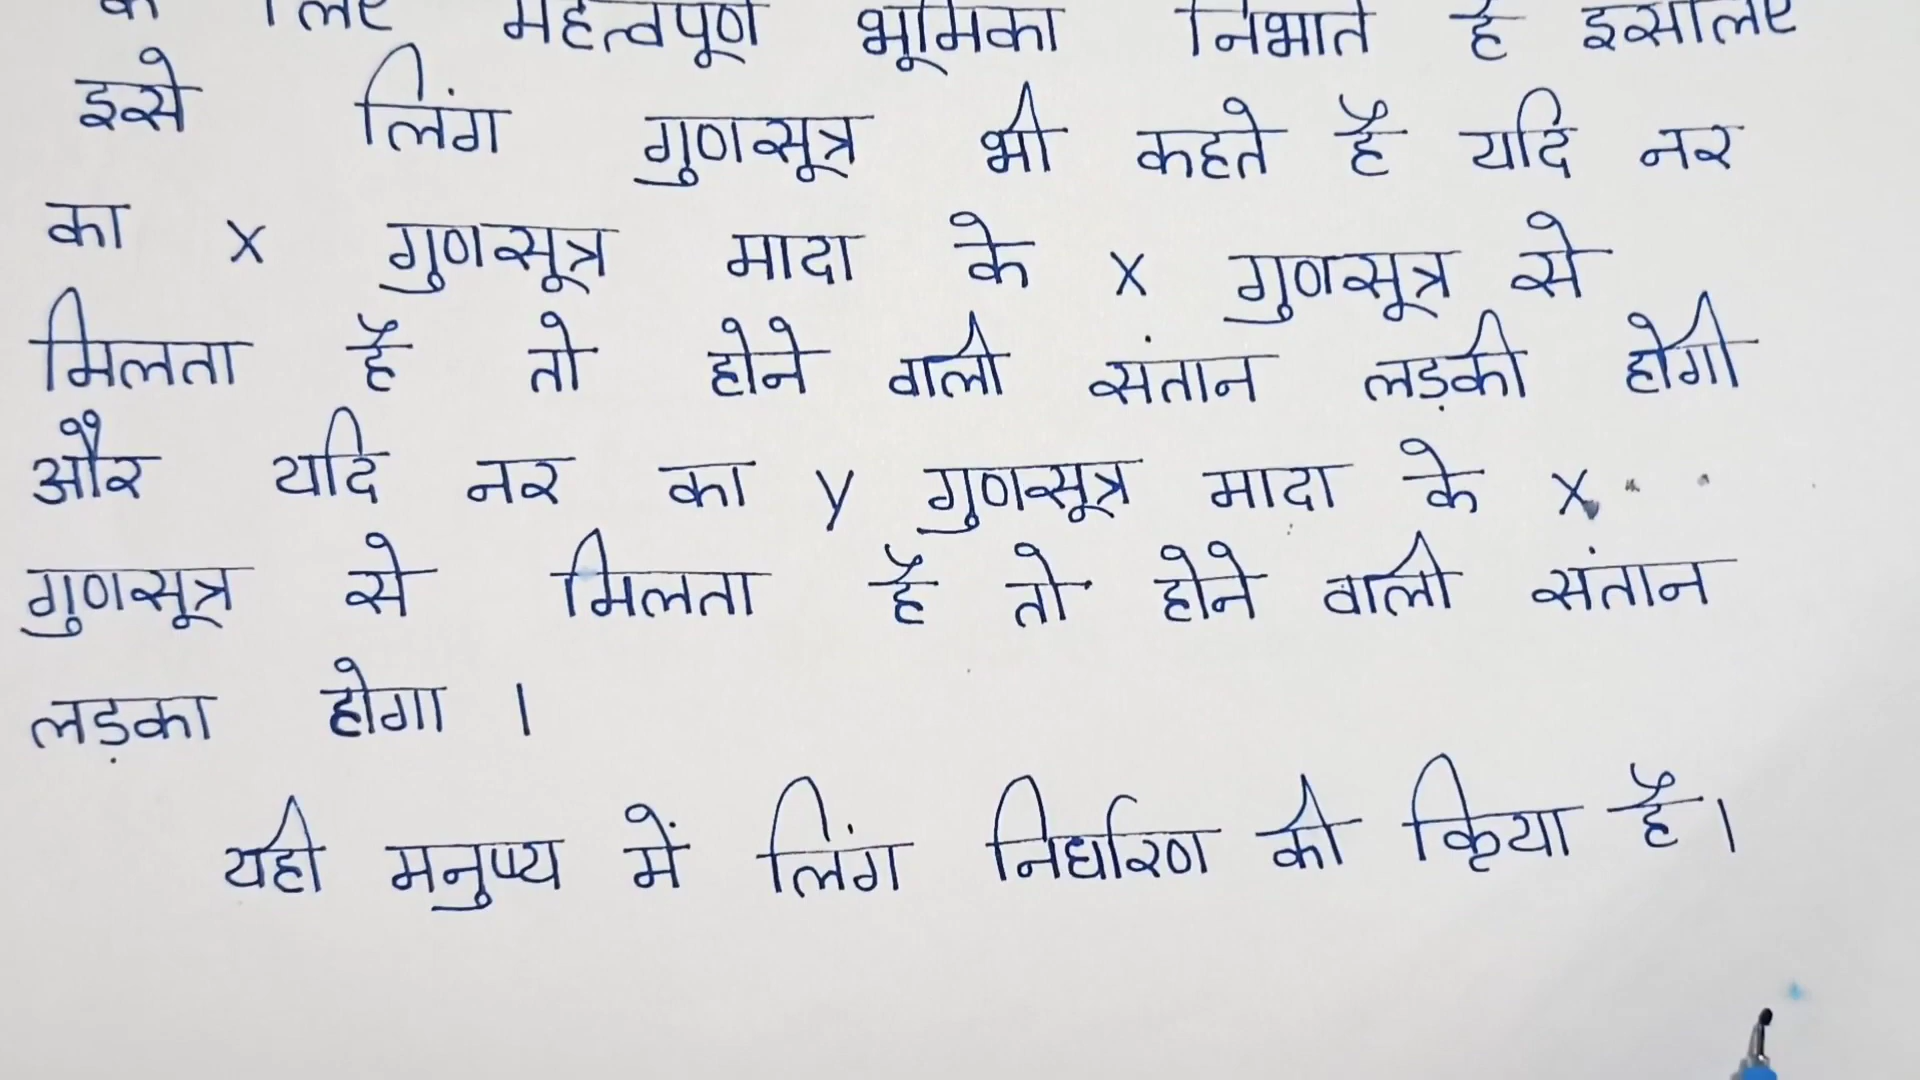 के लिए महत्वपूर्ण भूमिका निभाते है इसलिए
इसे लिंग गुणसूत्र भी कहते है यदि नर
का x गुणसूत्र मादा के x गुणसूत्र से
मिलता है तो होने वाली संतान लड़की होगी
और यदि नर का y गुणसूत्र मादा के x
गुणसूत्र से मिलता है तो होने वाली संतान
लड़का होगा ।
यही मनुष्य में लिंग निर्धारण की क्रिया है।